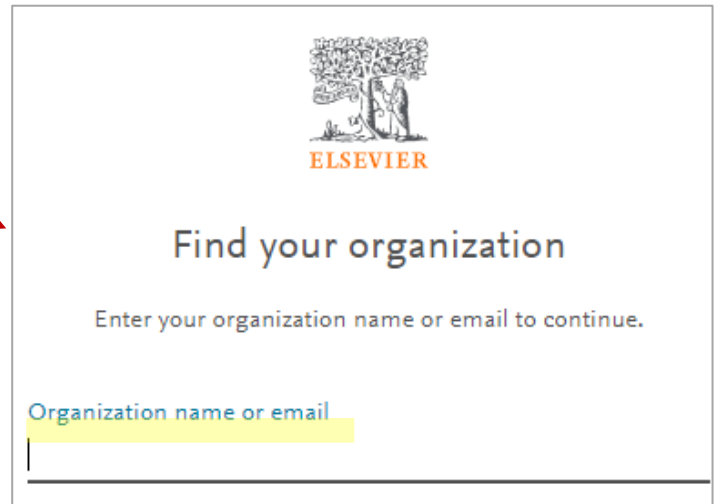 ELSEVIER
Find your organization
Enter your organization name or email to continue.
Organization name or email